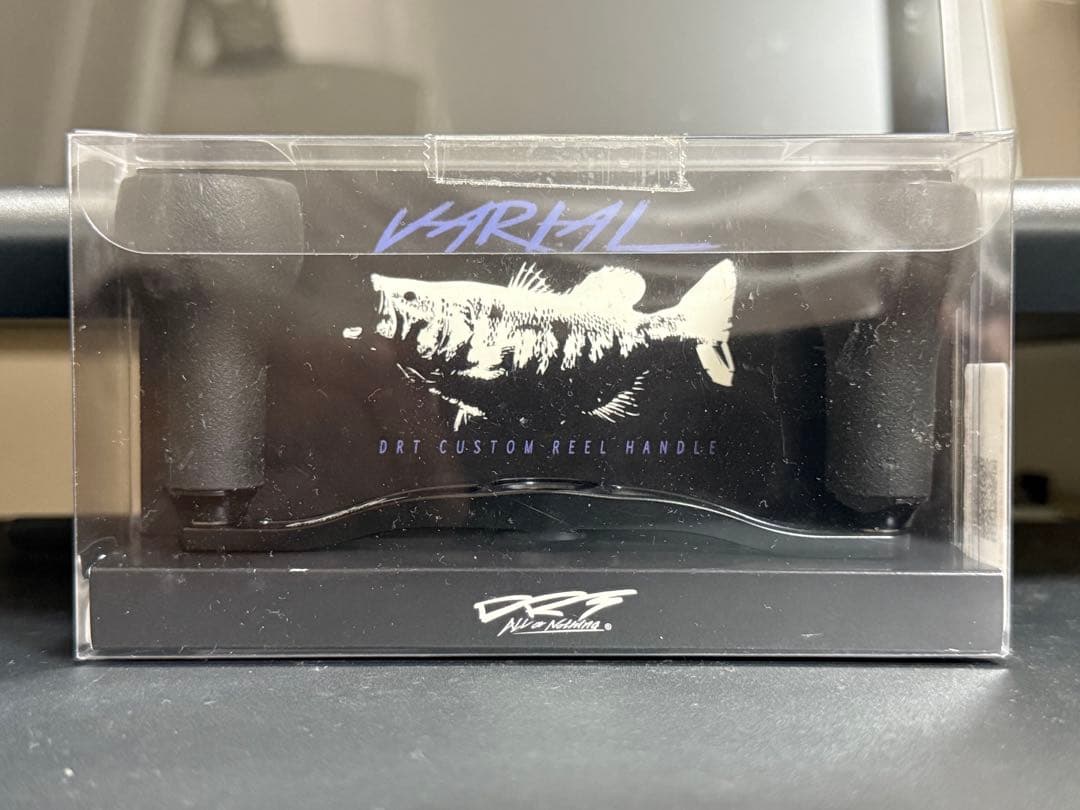 VARIAL
DRT CUSTOM REEL HANDLE
DRT
All or Nothing ®